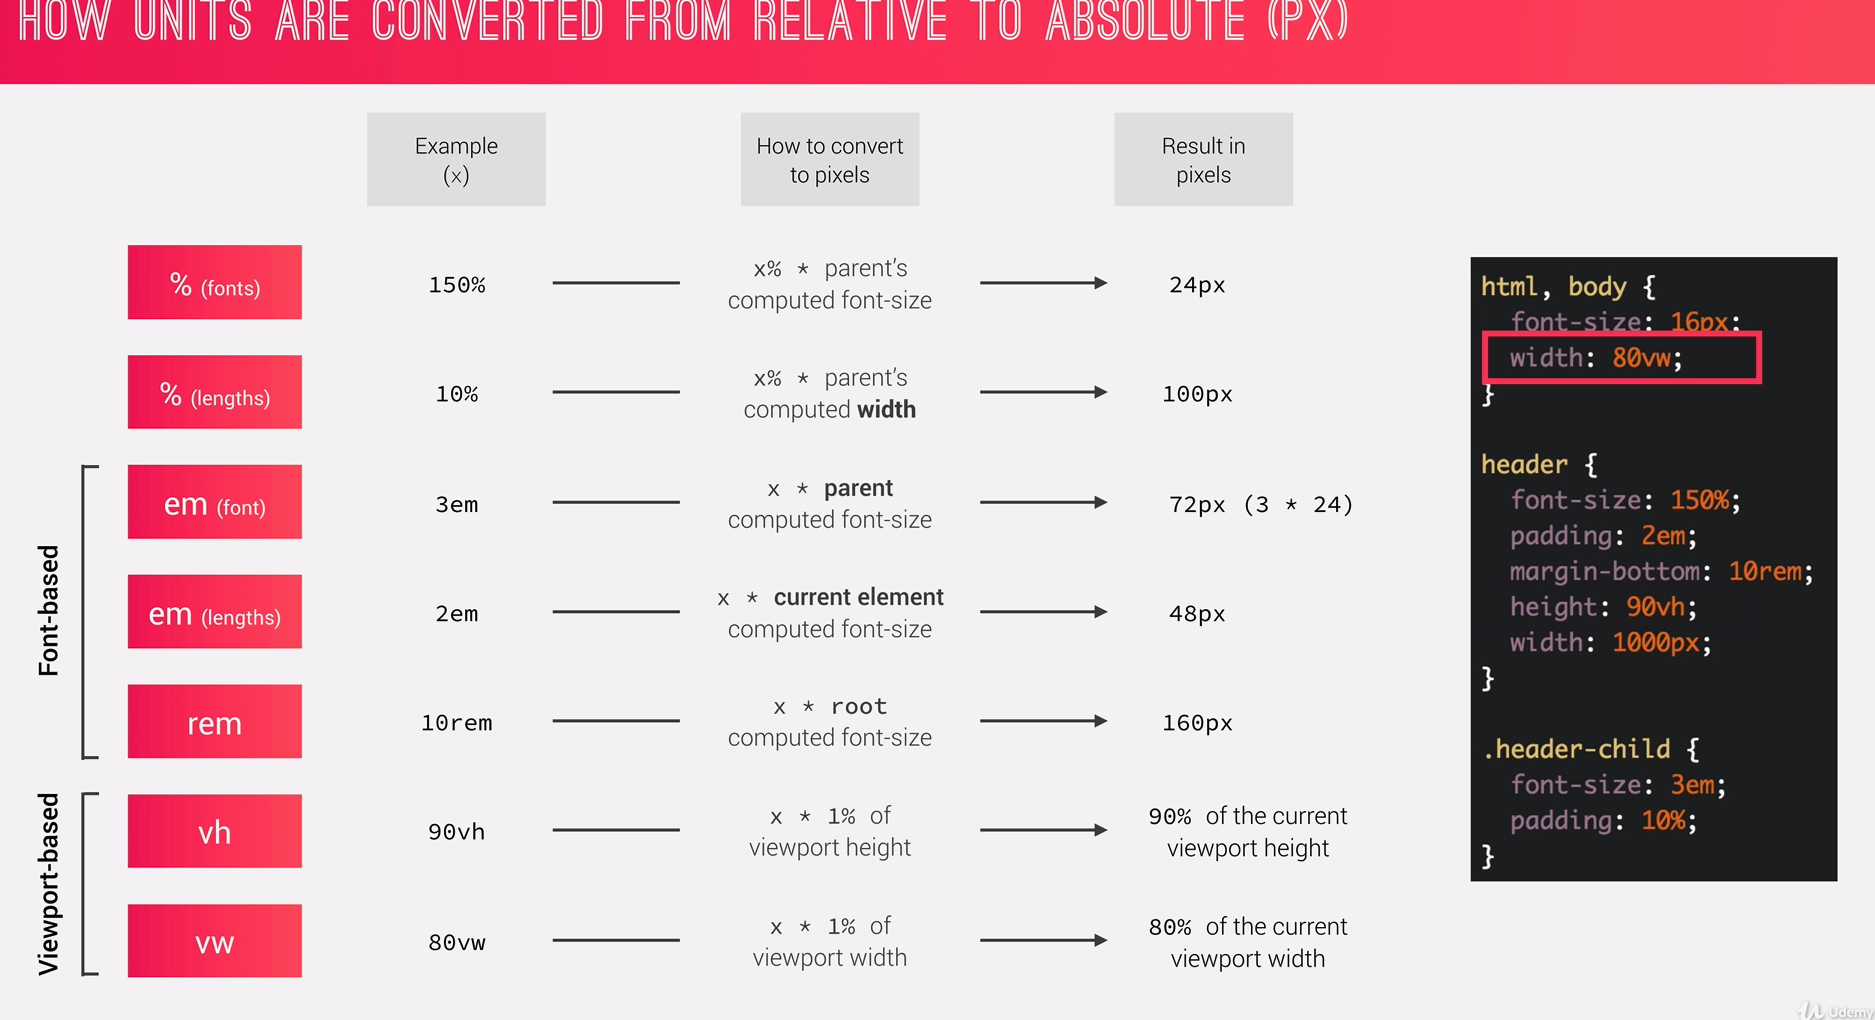 HOW UNITS ARE CONVERTED FROM RELATIVE TO ABSOLUTE (PX)
Example
(x)
How to convert
to pixels
Result in
pixels
% (fonts)
150%
x% * parent's
computed font-size
24px
% (lengths)
10%
x% * parent's
computed width
100px
Font-based
em (font)
3em
x * parent
computed font-size
72px (3 * 24)
em (lengths)
2em
x * current element
computed font-size
48px
rem
10rem
x * root
computed font-size
160px
Viewport-based
vh
90vh
x * 1% of
viewport height
90% of the current
viewport height
vw
80vw
x * 1% of
viewport width
80% of the current
viewport width
html, body {
font-size: 16px;
width: 80vw;
}
header {
font-size: 150%;
padding: 2em;
margin-bottom: 10rem;
height: 90vh;
width: 1000px;
}
.header-child {
font-size: 3em;
padding: 10%;
}
Udemy